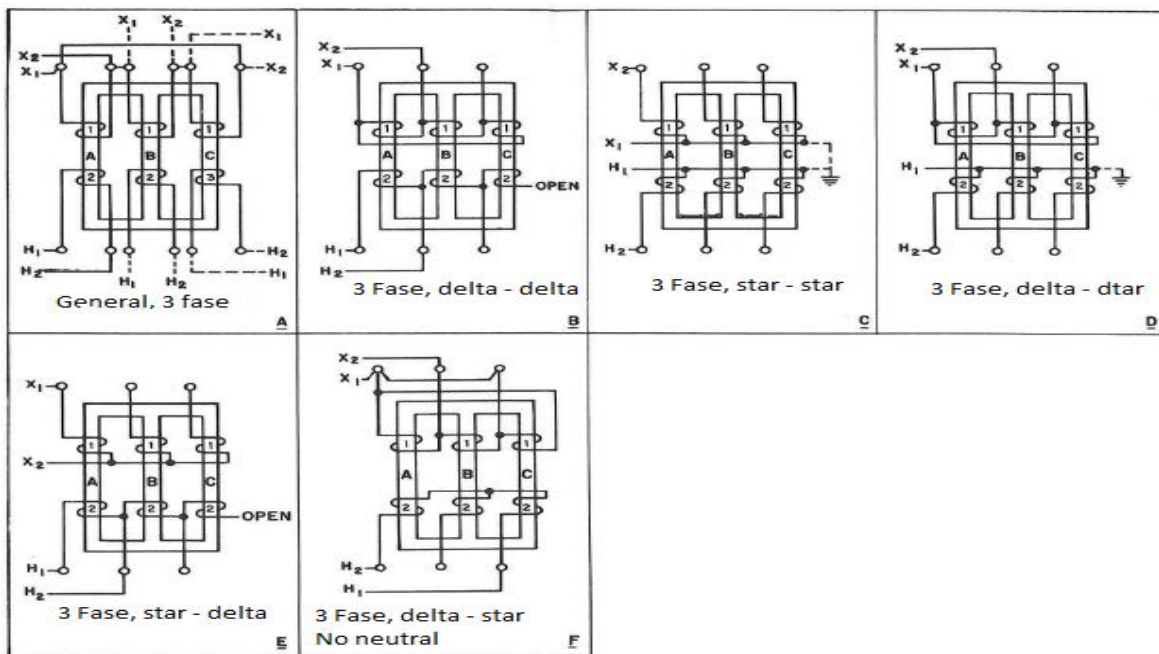 X₁ X₂
X₁
X₂
X₁ X₂
1 1 1
A B C
2 2 3
H₁ H₂
H₂ H₁ H₂ H₁
General, 3 fase
A
X₂
X₁
1 1 1
A B C
2 2 2 OPEN
H₁
H₂
3 Fase, delta - delta
B
X₂
1 1 1
X₁
A B C
H₁
2 2 2
H₂
3 Fase, star - star
C
X₂
X₁
1 1 1
A B C
H₁
2 2 2
H₂
3 Fase, delta - dtar
D
X₁
1 1 1
X₂
A B C
2 2 2 OPEN
H₁
H₂
3 Fase, star - delta
E
X₂
X₁
1 1 1
A B C
2 2 2
H₂
H₁
3 Fase, delta - star
No neutral
F